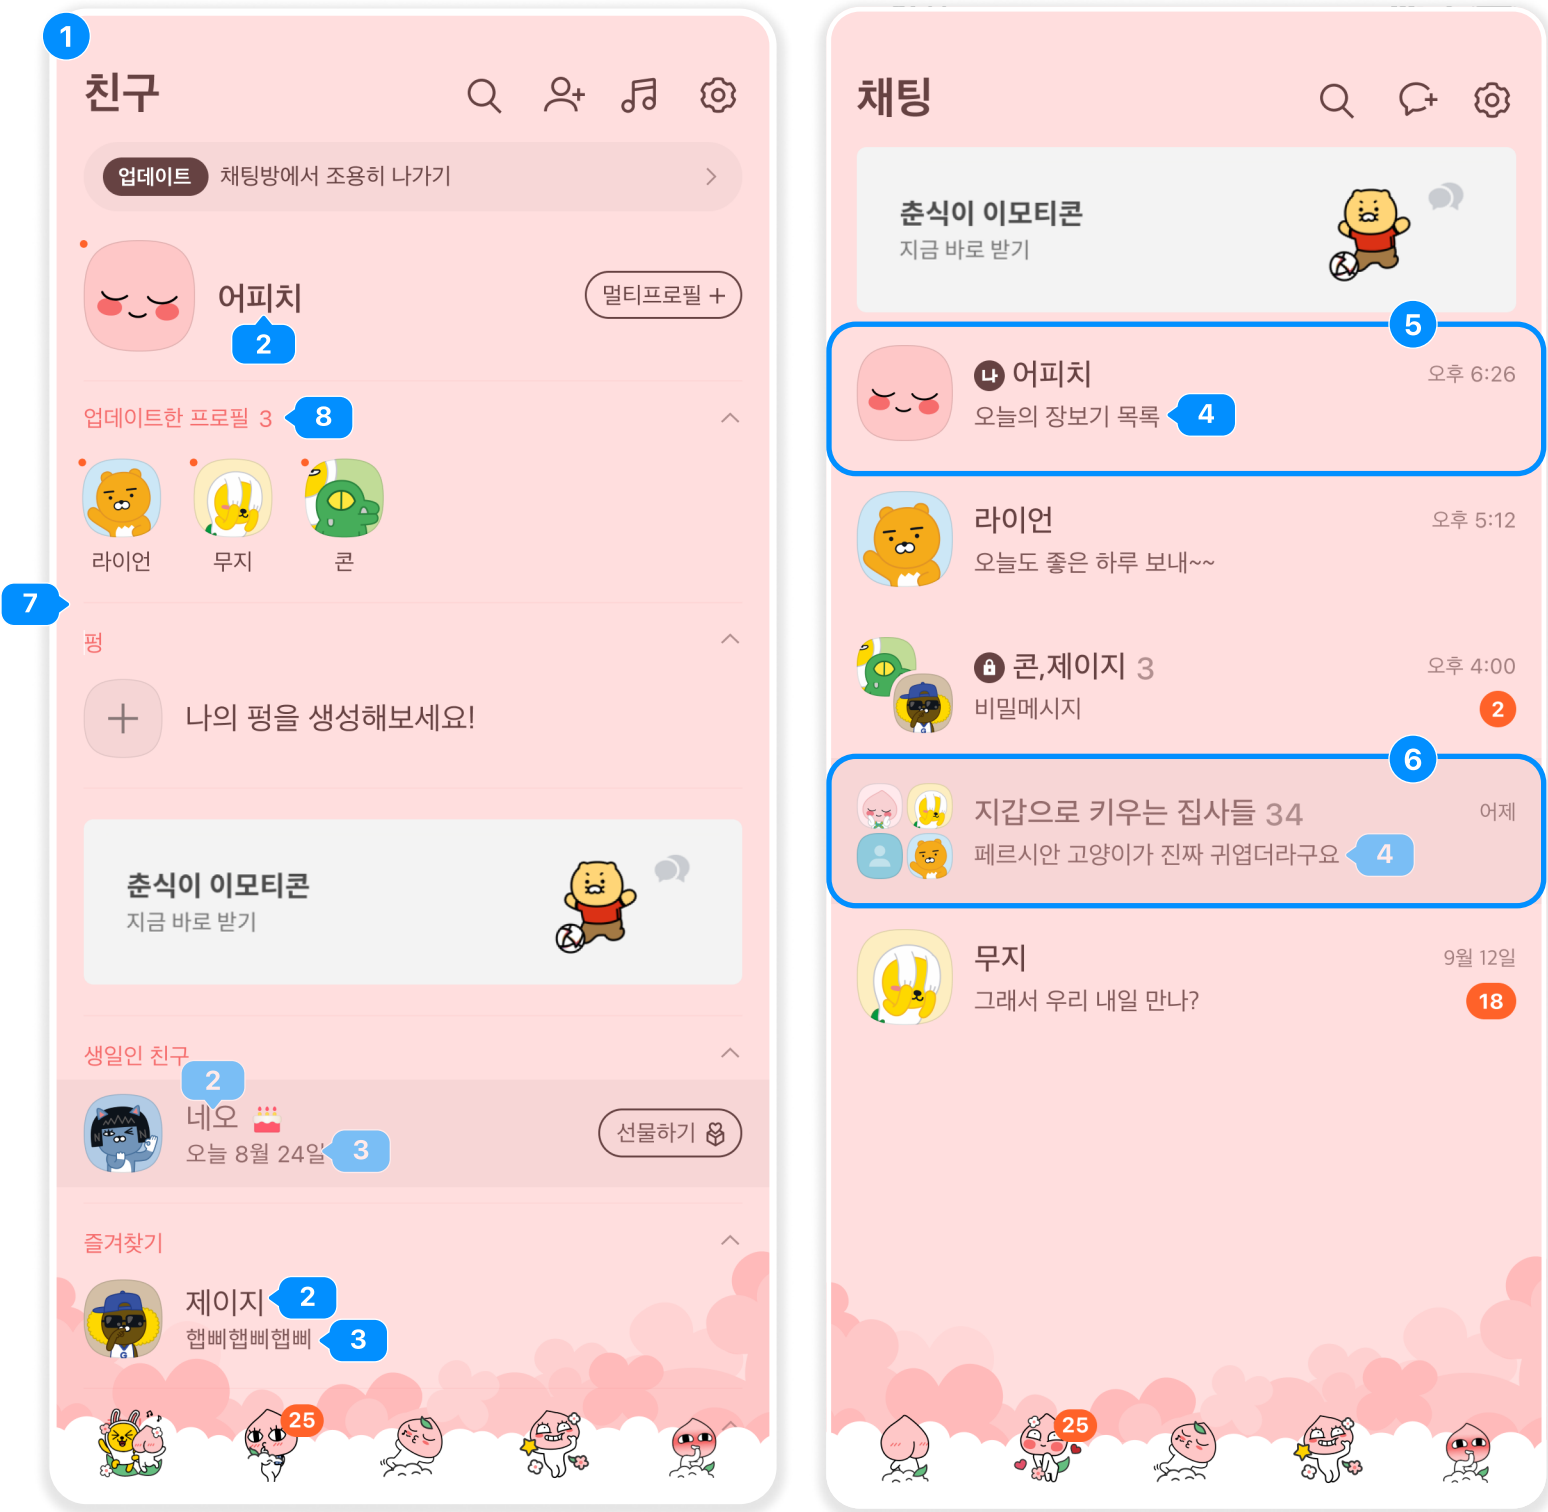 1
친구
업데이트 채팅방에서 조용히 나가기
어피치
멀티프로필 +
2
업데이트한 프로필 3
8
라이언 무지 콘
7
펑
나의 펑을 생성해보세요!
춘식이 이모티콘
지금 바로 받기
생일인 친구
2
네오
오늘 8월 24일
3
선물하기
즐겨찾기
제이지
2
햅삐햅삐햅삐
3
25
채팅
춘식이 이모티콘
지금 바로 받기
5
나 어피치
오후 6:26
오늘의 장보기 목록
4
라이언
오후 5:12
오늘도 좋은 하루 보내~~
콘,제이지 3
오후 4:00
비밀메시지
2
6
지갑으로 키우는 집사들 34
어제
페르시안 고양이가 진짜 귀엽더라구요
4
무지
9월 12일
그래서 우리 내일 만나?
18
25